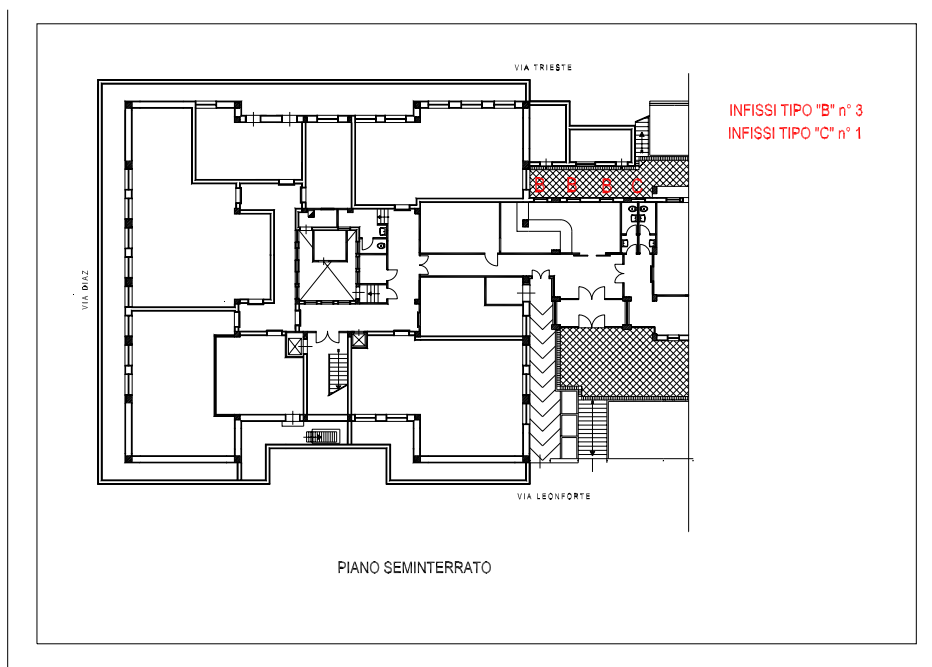 VIA TRIESTE
INFISSI TIPO "B" n° 3
INFISSI TIPO "C" n° 1
B B B C
VIA DIAZ
VIA LEONFORTE
PIANO SEMINTERRATO